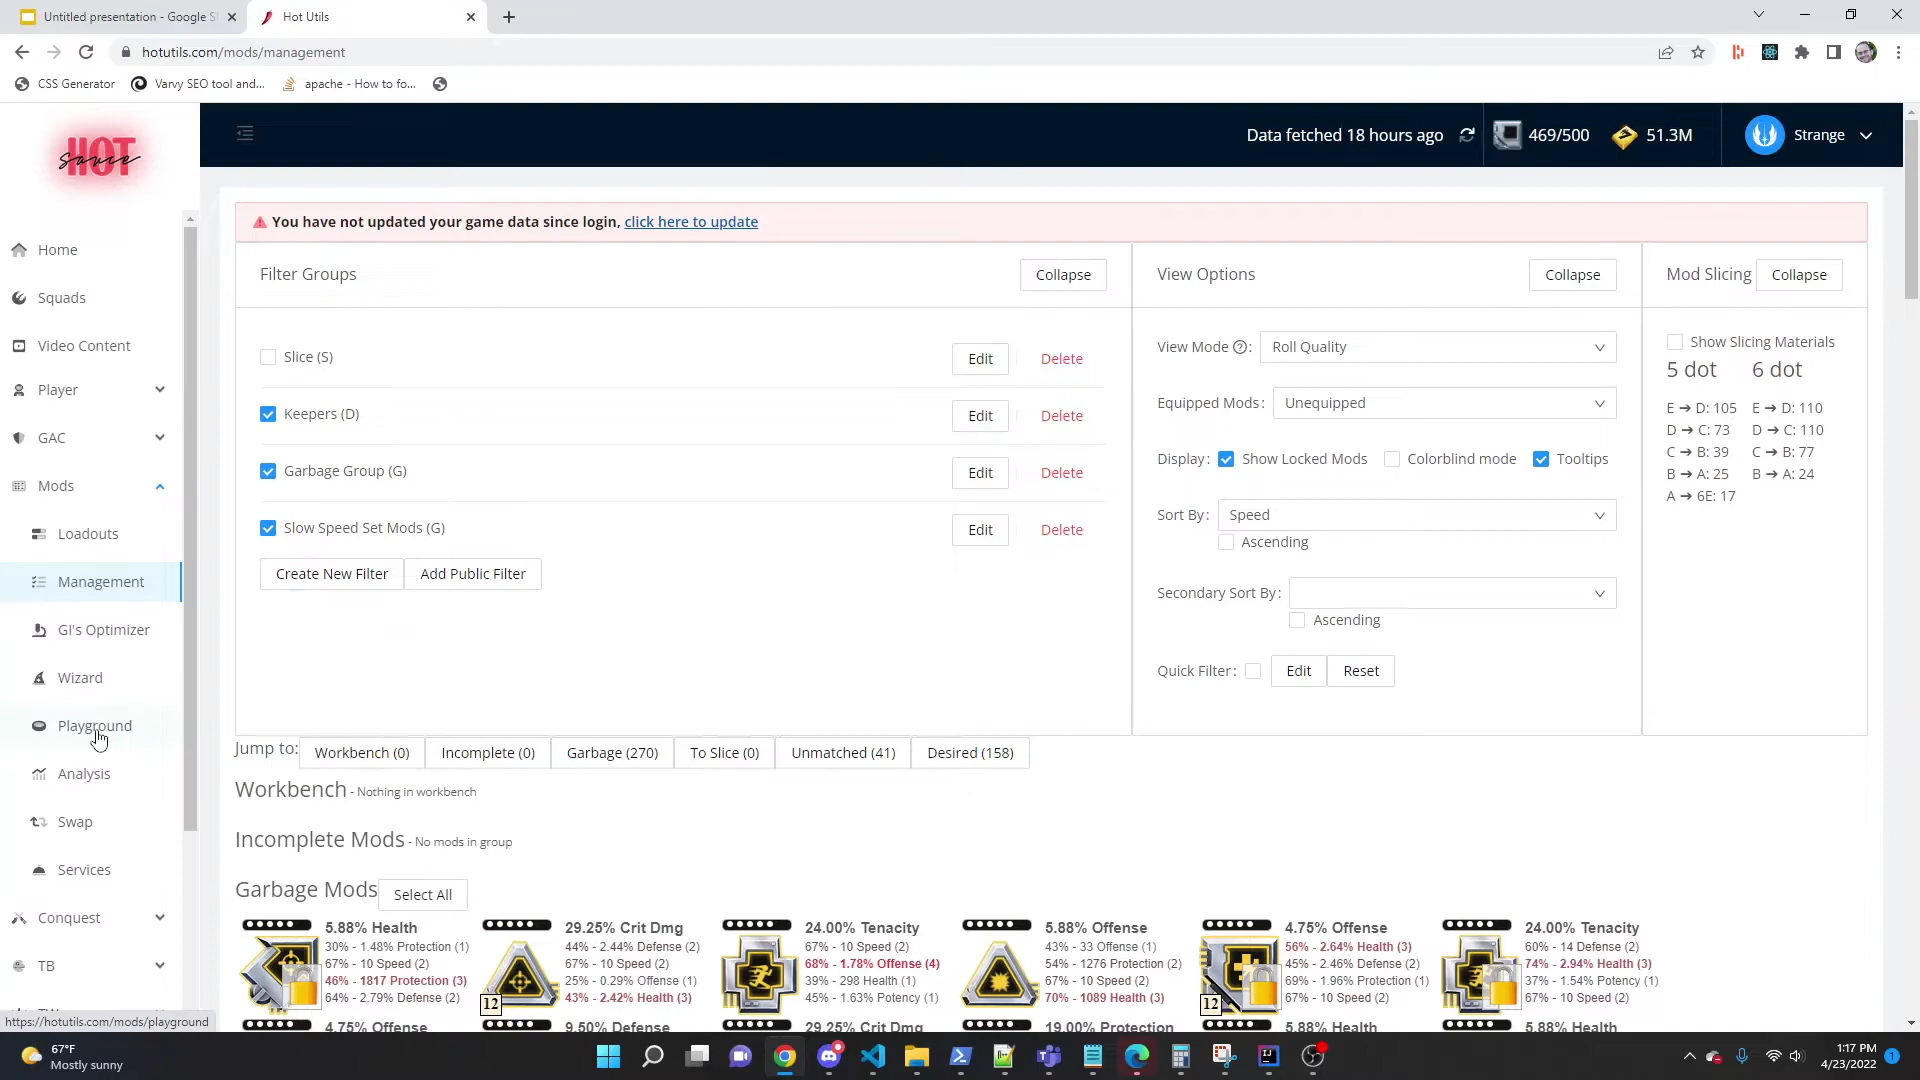 Untitled presentation - Google S
Hot Utils
hotutils.com/mods/management
CSS Generator
Varvy SEO tool and...
apache - How to fo...
HOT
sauce
Data fetched 18 hours ago
469/500
51.3M
Strange
Home
Squads
Video Content
Player
GAC
Mods
Loadouts
Management
GI's Optimizer
Wizard
Playground
Analysis
Swap
Services
Conquest
TB
https://hotutils.com/mods/playground
You have not updated your game data since login, click here to update
Filter Groups
Collapse
Slice (S)
Edit
Delete
Keepers (D)
Edit
Delete
Garbage Group (G)
Edit
Delete
Slow Speed Set Mods (G)
Edit
Delete
Create New Filter
Add Public Filter
View Options
Collapse
View Mode : Roll Quality
Equipped Mods: Unequipped
Display: Show Locked Mods Colorblind mode Tooltips
Sort By: Speed
Ascending
Secondary Sort By:
Ascending
Quick Filter: Edit Reset
Mod Slicing
Collapse
Show Slicing Materials
5 dot 6 dot
E → D: 105 E → D: 110
D → C: 73 D → C: 110
C → B: 39 C → B: 77
B → A: 25 B → A: 24
A → 6E: 17
Jump to: Workbench (0) Incomplete (0) Garbage (270) To Slice (0) Unmatched (41) Desired (158)
Workbench - Nothing in workbench
Incomplete Mods - No mods in group
Garbage Mods Select All
5.88% Health
30% - 1.48% Protection (1)
67% - 10 Speed (2)
46% - 1817 Protection (3)
64% - 2.79% Defense (2)
12
29.25% Crit Dmg
44% - 2.44% Defense (2)
67% - 10 Speed (2)
25% - 0.29% Offense (1)
43% - 2.42% Health (3)
24.00% Tenacity
67% - 10 Speed (2)
68% - 1.78% Offense (4)
39% - 298 Health (1)
45% - 1.63% Potency (1)
5.88% Offense
43% - 33 Offense (1)
54% - 1276 Protection (2)
67% - 10 Speed (2)
70% - 1089 Health (3)
12
4.75% Offense
56% - 2.64% Health (3)
45% - 2.46% Defense (2)
69% - 1.96% Protection (1)
67% - 10 Speed (2)
24.00% Tenacity
60% - 14 Defense (2)
74% - 2.94% Health (3)
37% - 1.54% Potency (1)
67% - 10 Speed (2)
4.75% Offense
9.50% Defense
29.25% Crit Dmg
19.00% Protection
5.88% Health
5.88% Health
67°F
Mostly sunny
1:17 PM
4/23/2022
1